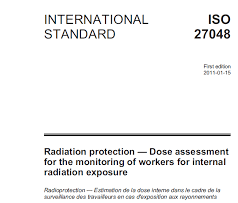 INTERNATIONAL
STANDARD
ISO
27048
First edition
2011-01-15
Radiation protection — Dose assessment
for the monitoring of workers for internal
radiation exposure
Radioprotection — Estimation de la dose interne dans le cadre de la
surveillance des travailleurs en cas d'exposition aux rayonnements